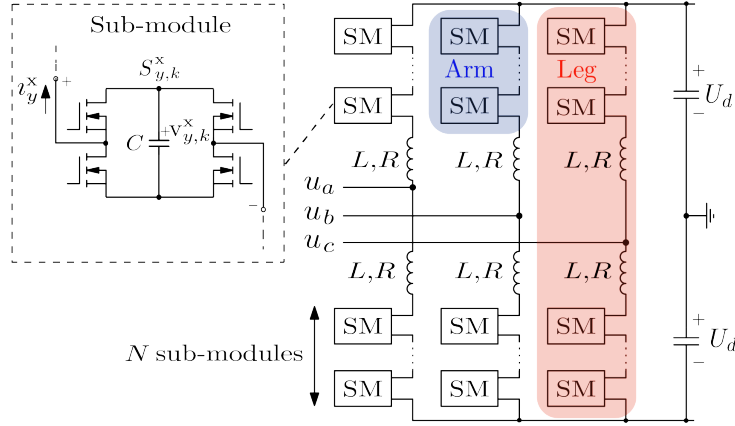 Sub-module
S^x_{y,k}
ı^x_y
+
C
+v^x_{y,k}
−
SM SM SM
Arm Leg
SM SM SM
+
U_d
−
L,R L,R L,R
u_a
u_b
u_c
L,R L,R L,R
SM SM SM
+
U_d
−
N sub-modules
SM SM SM